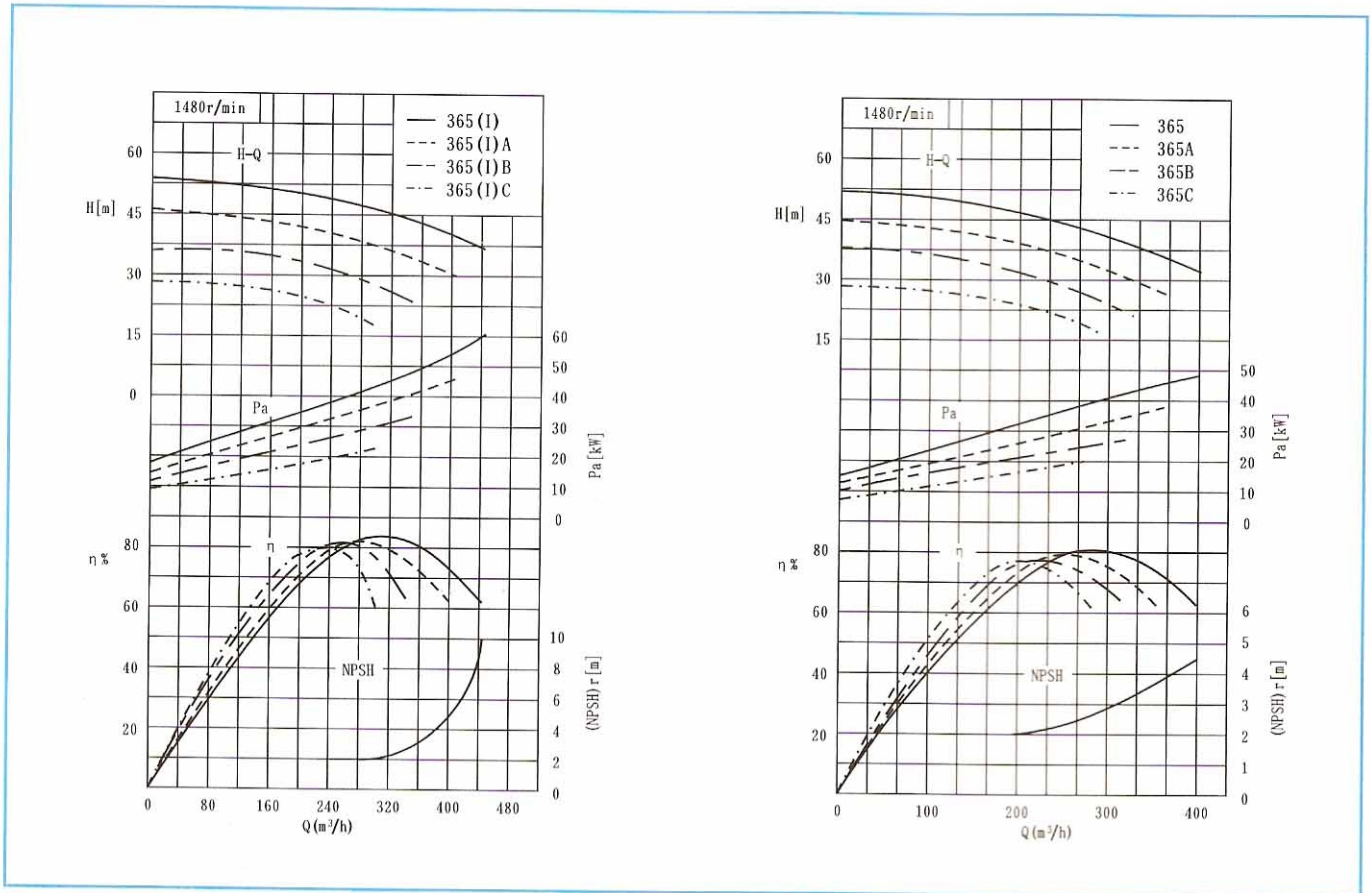 1480r/min
365(I)
365(I)A
365(I)B
365(I)C
H-Q
60
H[m]
45
30
15
0
60
50
40
30
20
10
0
Pa[kW]
Pa
η%
80
60
40
20
η
NPSH
10
8
6
4
2
0
(NPSH)r[m]
0 80 160 240 320 400 480
Q(m³/h)
1480r/min
365
365A
365B
365C
H-Q
60
H[m]
45
30
15
50
40
30
20
10
0
Pa[kW]
Pa
η%
80
60
40
20
η
NPSH
6
5
4
3
2
1
0
(NPSH)r[m]
0 100 200 300 400
Q(m³/h)